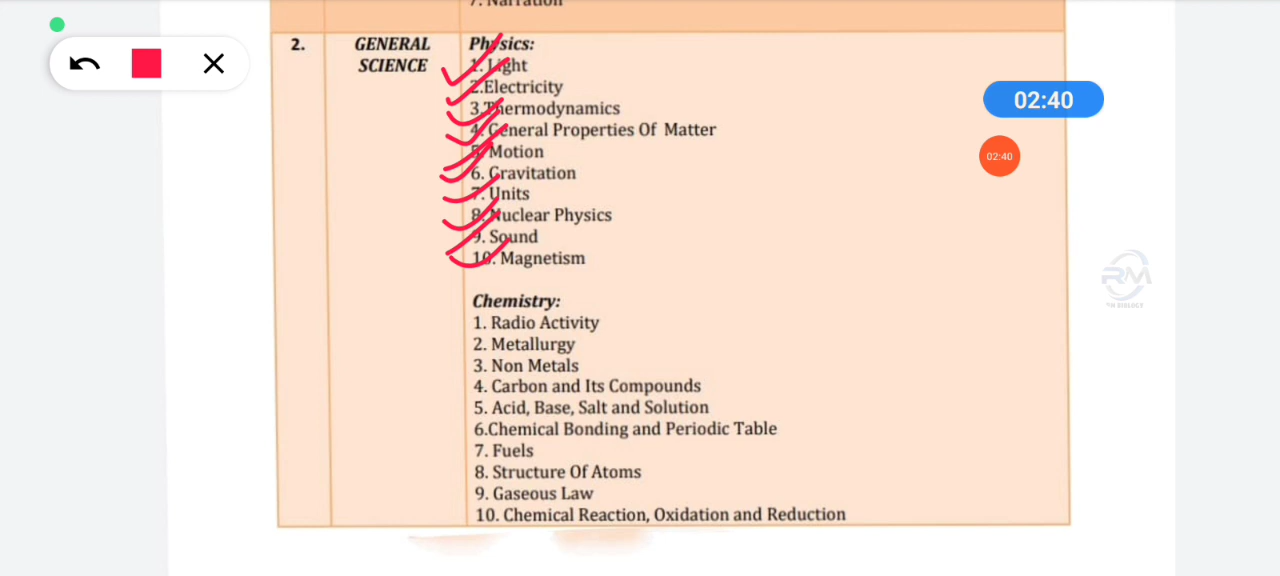 7. Narration
2. GENERAL SCIENCE
Physics:
1. Light
2.Electricity
3.Thermodynamics
4. General Properties Of Matter
5. Motion
6. Gravitation
7. Units
8. Nuclear Physics
9. Sound
10. Magnetism
Chemistry:
1. Radio Activity
2. Metallurgy
3. Non Metals
4. Carbon and Its Compounds
5. Acid, Base, Salt and Solution
6.Chemical Bonding and Periodic Table
7. Fuels
8. Structure Of Atoms
9. Gaseous Law
10. Chemical Reaction, Oxidation and Reduction
02:40
02:40
RM